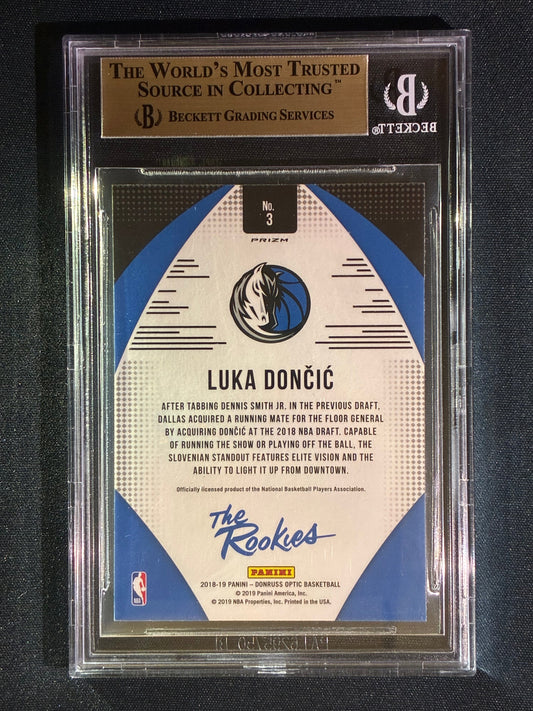 THE WORLD'S MOST TRUSTED
SOURCE IN COLLECTING™
B BECKETT GRADING SERVICES
B
BECKETT®
No.
3
PRIZM
LUKA DONČIĆ
AFTER TABBING DENNIS SMITH JR. IN THE PREVIOUS DRAFT,
DALLAS ACQUIRED A RUNNING MATE FOR THE FLOOR GENERAL
BY ACQUIRING DONČIĆ AT THE 2018 NBA DRAFT. CAPABLE
OF RUNNING THE SHOW OR PLAYING OFF THE BALL, THE
SLOVENIAN STANDOUT FEATURES ELITE VISION AND THE
ABILITY TO LIGHT IT UP FROM DOWNTOWN.
Officially licensed product of the National Basketball Players Association.
The
Rookies
PANINI
2018-19 PANINI – DONRUSS OPTIC BASKETBALL
© 2019 Panini America, Inc.
© 2019 NBA Properties, Inc. Printed in the USA.
NBA